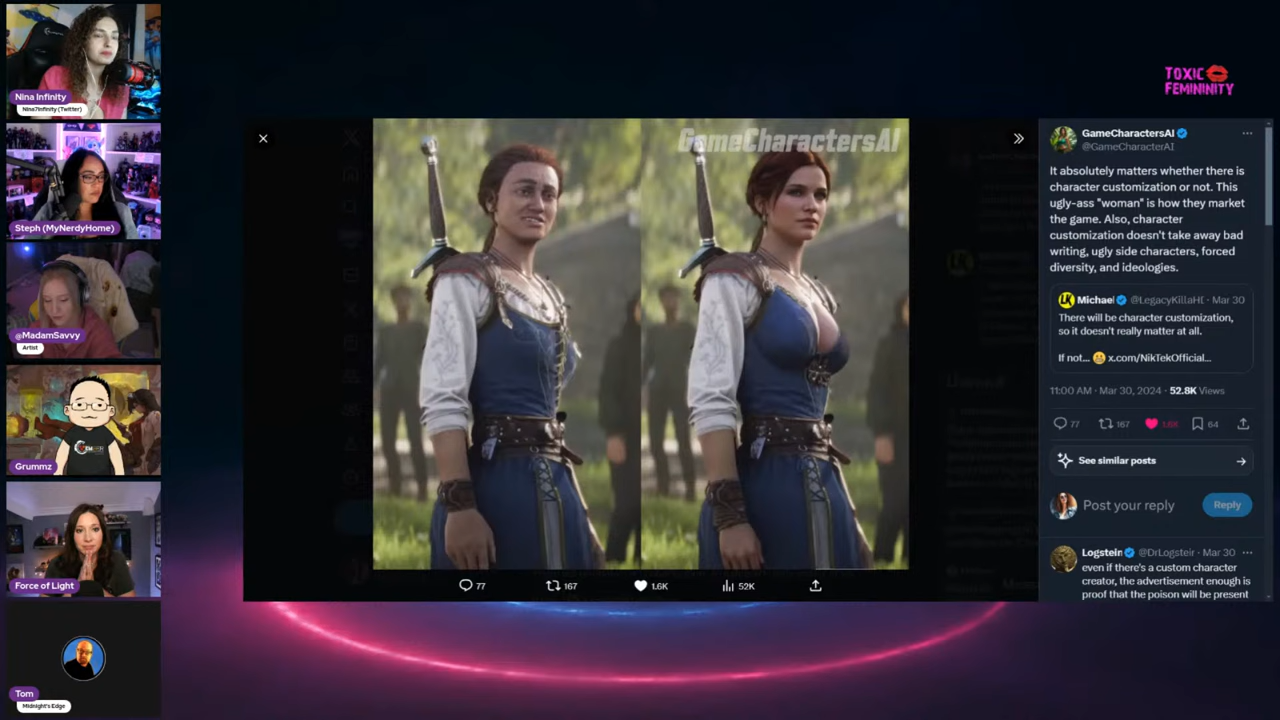 Nina Infinity
Nina7Infinity (Twitter)
Steph (MyNerdyHome)
@MadamSavvy
Artist
Grummz
Force of Light
Tom
Midnight's Edge
GameCharactersAI
77
167
1.6K
52K
TOXIC
FEMININITY
GameCharactersAI
@GameCharacterAI
It absolutely matters whether there is
character customization or not. This
ugly-ass "woman" is how they market
the game. Also, character
customization doesn't take away bad
writing, ugly side characters, forced
diversity, and ideologies.
Michael @LegacyKillaHD · Mar 30
There will be character customization,
so it doesn't really matter at all.
If not... 😬 x.com/NikTekOfficial...
11:00 AM · Mar 30, 2024 · 52.8K Views
77
167
1.6K
64
See similar posts
Post your reply
Reply
Logstein @DrLogsteir · Mar 30
even if there's a custom character
creator, the advertisement enough is
proof that the poison will be present